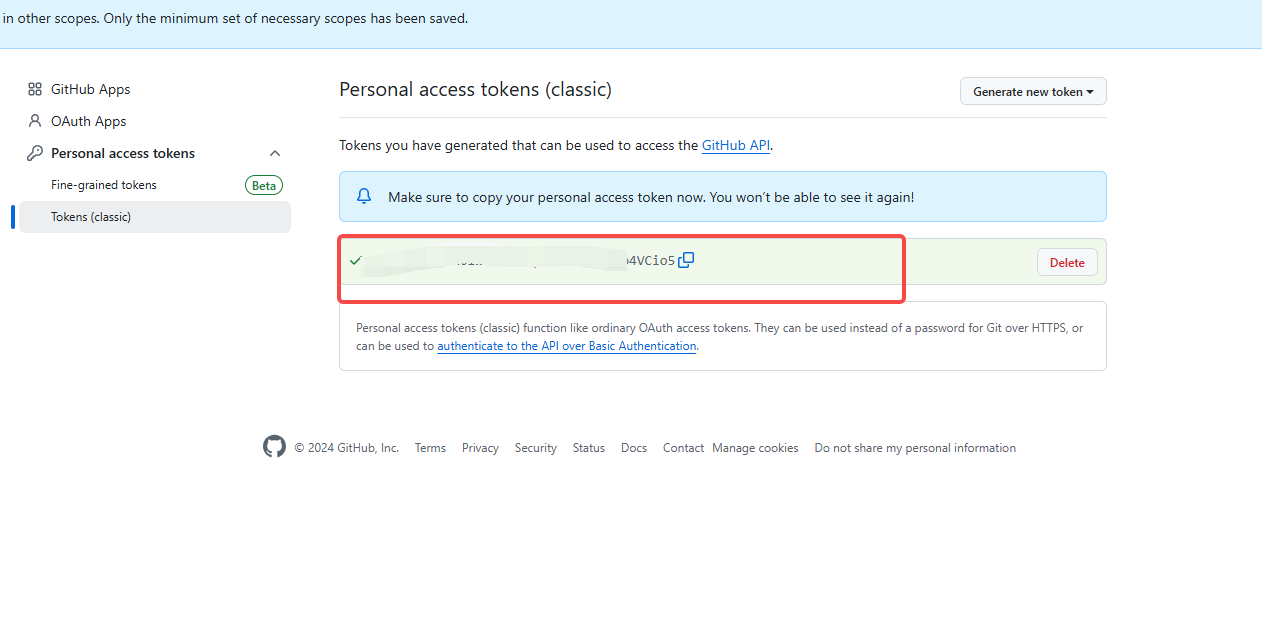 in other scopes. Only the minimum set of necessary scopes has been saved.
GitHub Apps
OAuth Apps
Personal access tokens
Fine-grained tokens Beta
Tokens (classic)
Personal access tokens (classic)
Generate new token
Tokens you have generated that can be used to access the GitHub API.
Make sure to copy your personal access token now. You won’t be able to see it again!
4VCio5
Delete
Personal access tokens (classic) function like ordinary OAuth access tokens. They can be used instead of a password for Git over HTTPS, or
can be used to authenticate to the API over Basic Authentication.
© 2024 GitHub, Inc. Terms Privacy Security Status Docs Contact Manage cookies Do not share my personal information